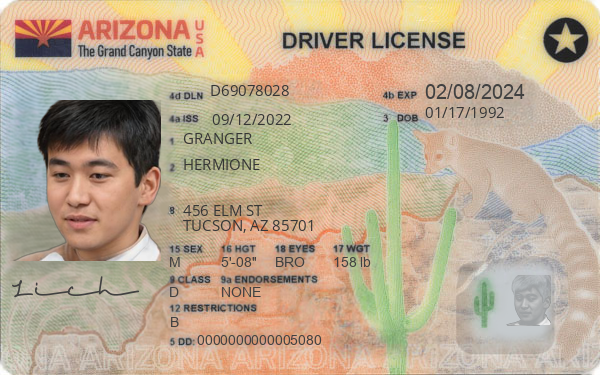 ARIZONA USA
The Grand Canyon State
DRIVER LICENSE
4d DLN D69078028
4b EXP 02/08/2024
4a ISS 09/12/2022
3 DOB 01/17/1992
1 GRANGER
2 HERMIONE
8 456 ELM ST
TUCSON, AZ 85701
15 SEX 16 HGT 18 EYES 17 WGT
M 5'-08" BRO 158 lb
9 CLASS 9a ENDORSEMENTS
D NONE
Lich
12 RESTRICTIONS
B
5 DD: 0000000000005080
ARIZONA ARIZONA ARIZONA ARIZONA